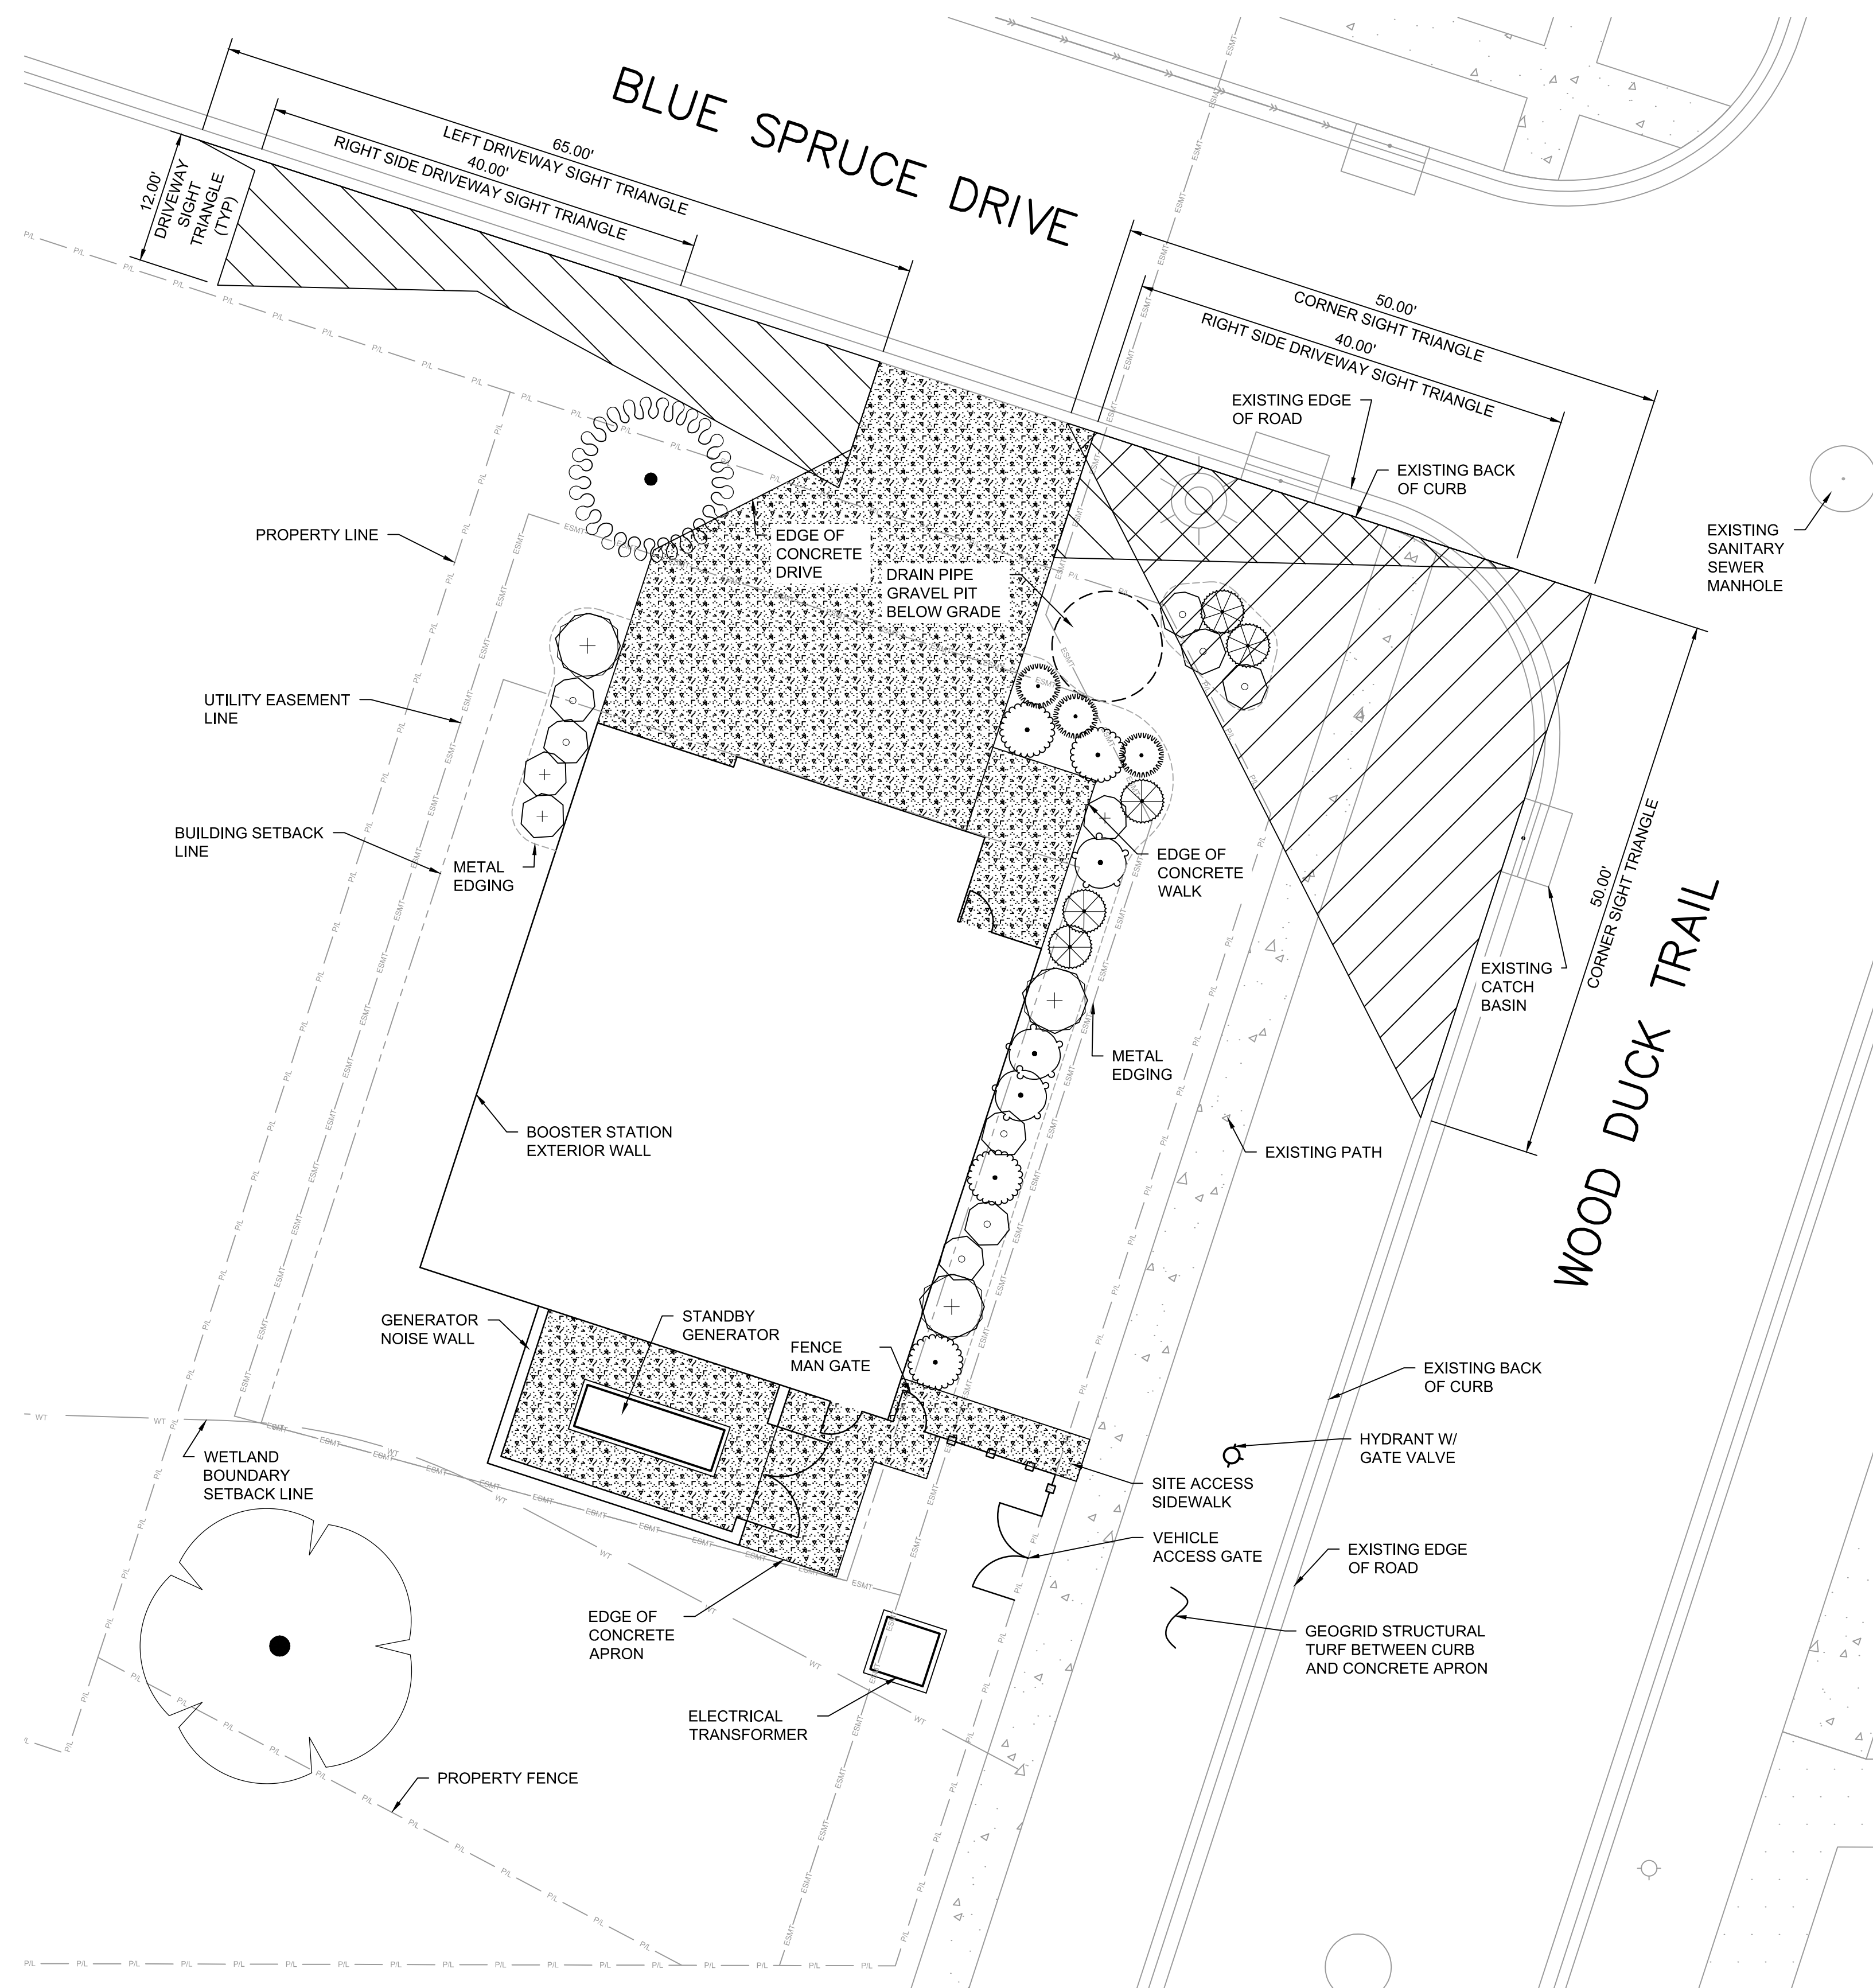 BLUE SPRUCE DRIVE
65.00'
LEFT DRIVEWAY SIGHT TRIANGLE
40.00'
RIGHT SIDE DRIVEWAY SIGHT TRIANGLE
12.00'
DRIVEWAY
SIGHT
TRIANGLE
(TYP)
50.00'
CORNER SIGHT TRIANGLE
40.00'
RIGHT SIDE DRIVEWAY SIGHT TRIANGLE
EXISTING EDGE
OF ROAD
EXISTING BACK
OF CURB
EXISTING
SANITARY
SEWER
MANHOLE
PROPERTY LINE
EDGE OF
CONCRETE
DRIVE
DRAIN PIPE
GRAVEL PIT
BELOW GRADE
UTILITY EASEMENT
LINE
BUILDING SETBACK
LINE
METAL
EDGING
EDGE OF
CONCRETE
WALK
50.00'
CORNER SIGHT TRIANGLE
WOOD DUCK TRAIL
EXISTING
CATCH
BASIN
METAL
EDGING
BOOSTER STATION
EXTERIOR WALL
EXISTING PATH
GENERATOR
NOISE WALL
STANDBY
GENERATOR
FENCE
MAN GATE
EXISTING BACK
OF CURB
WETLAND
BOUNDARY
SETBACK LINE
HYDRANT W/
GATE VALVE
SITE ACCESS
SIDEWALK
VEHICLE
ACCESS GATE
EXISTING EDGE
OF ROAD
EDGE OF
CONCRETE
APRON
GEOGRID STRUCTURAL
TURF BETWEEN CURB
AND CONCRETE APRON
ELECTRICAL
TRANSFORMER
PROPERTY FENCE
P/L
ESMT
WT